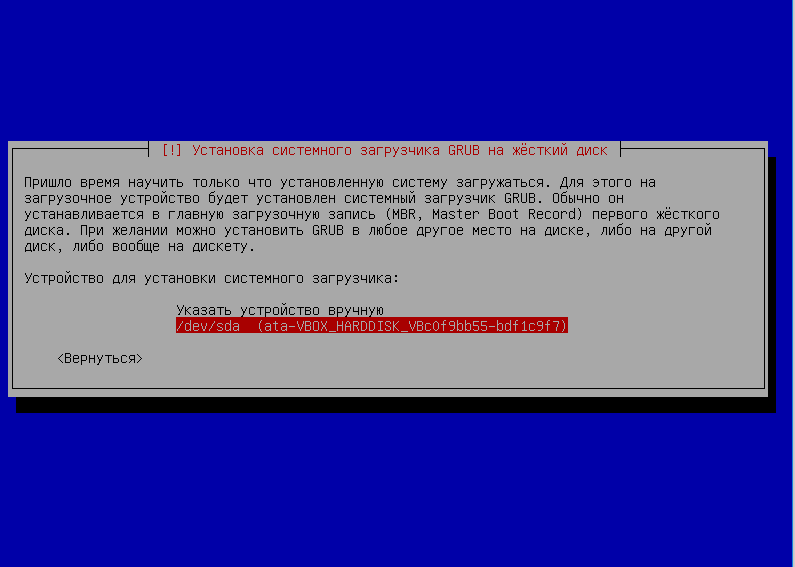 [!] Установка системного загрузчика GRUB на жёсткий диск
Пришло время научить только что установленную систему загружаться. Для этого на
загрузочное устройство будет установлен системный загрузчик GRUB. Обычно он
устанавливается в главную загрузочную запись (MBR, Master Boot Record) первого жёсткого
диска. При желании можно установить GRUB в любое другое место на диске, либо на другой
диск, либо вообще на дискету.
Устройство для установки системного загрузчика:
Указать устройство вручную
/dev/sda (ata-VBOX_HARDDISK_VBc0f9bb55-bdf1c9f7)
<Вернуться>